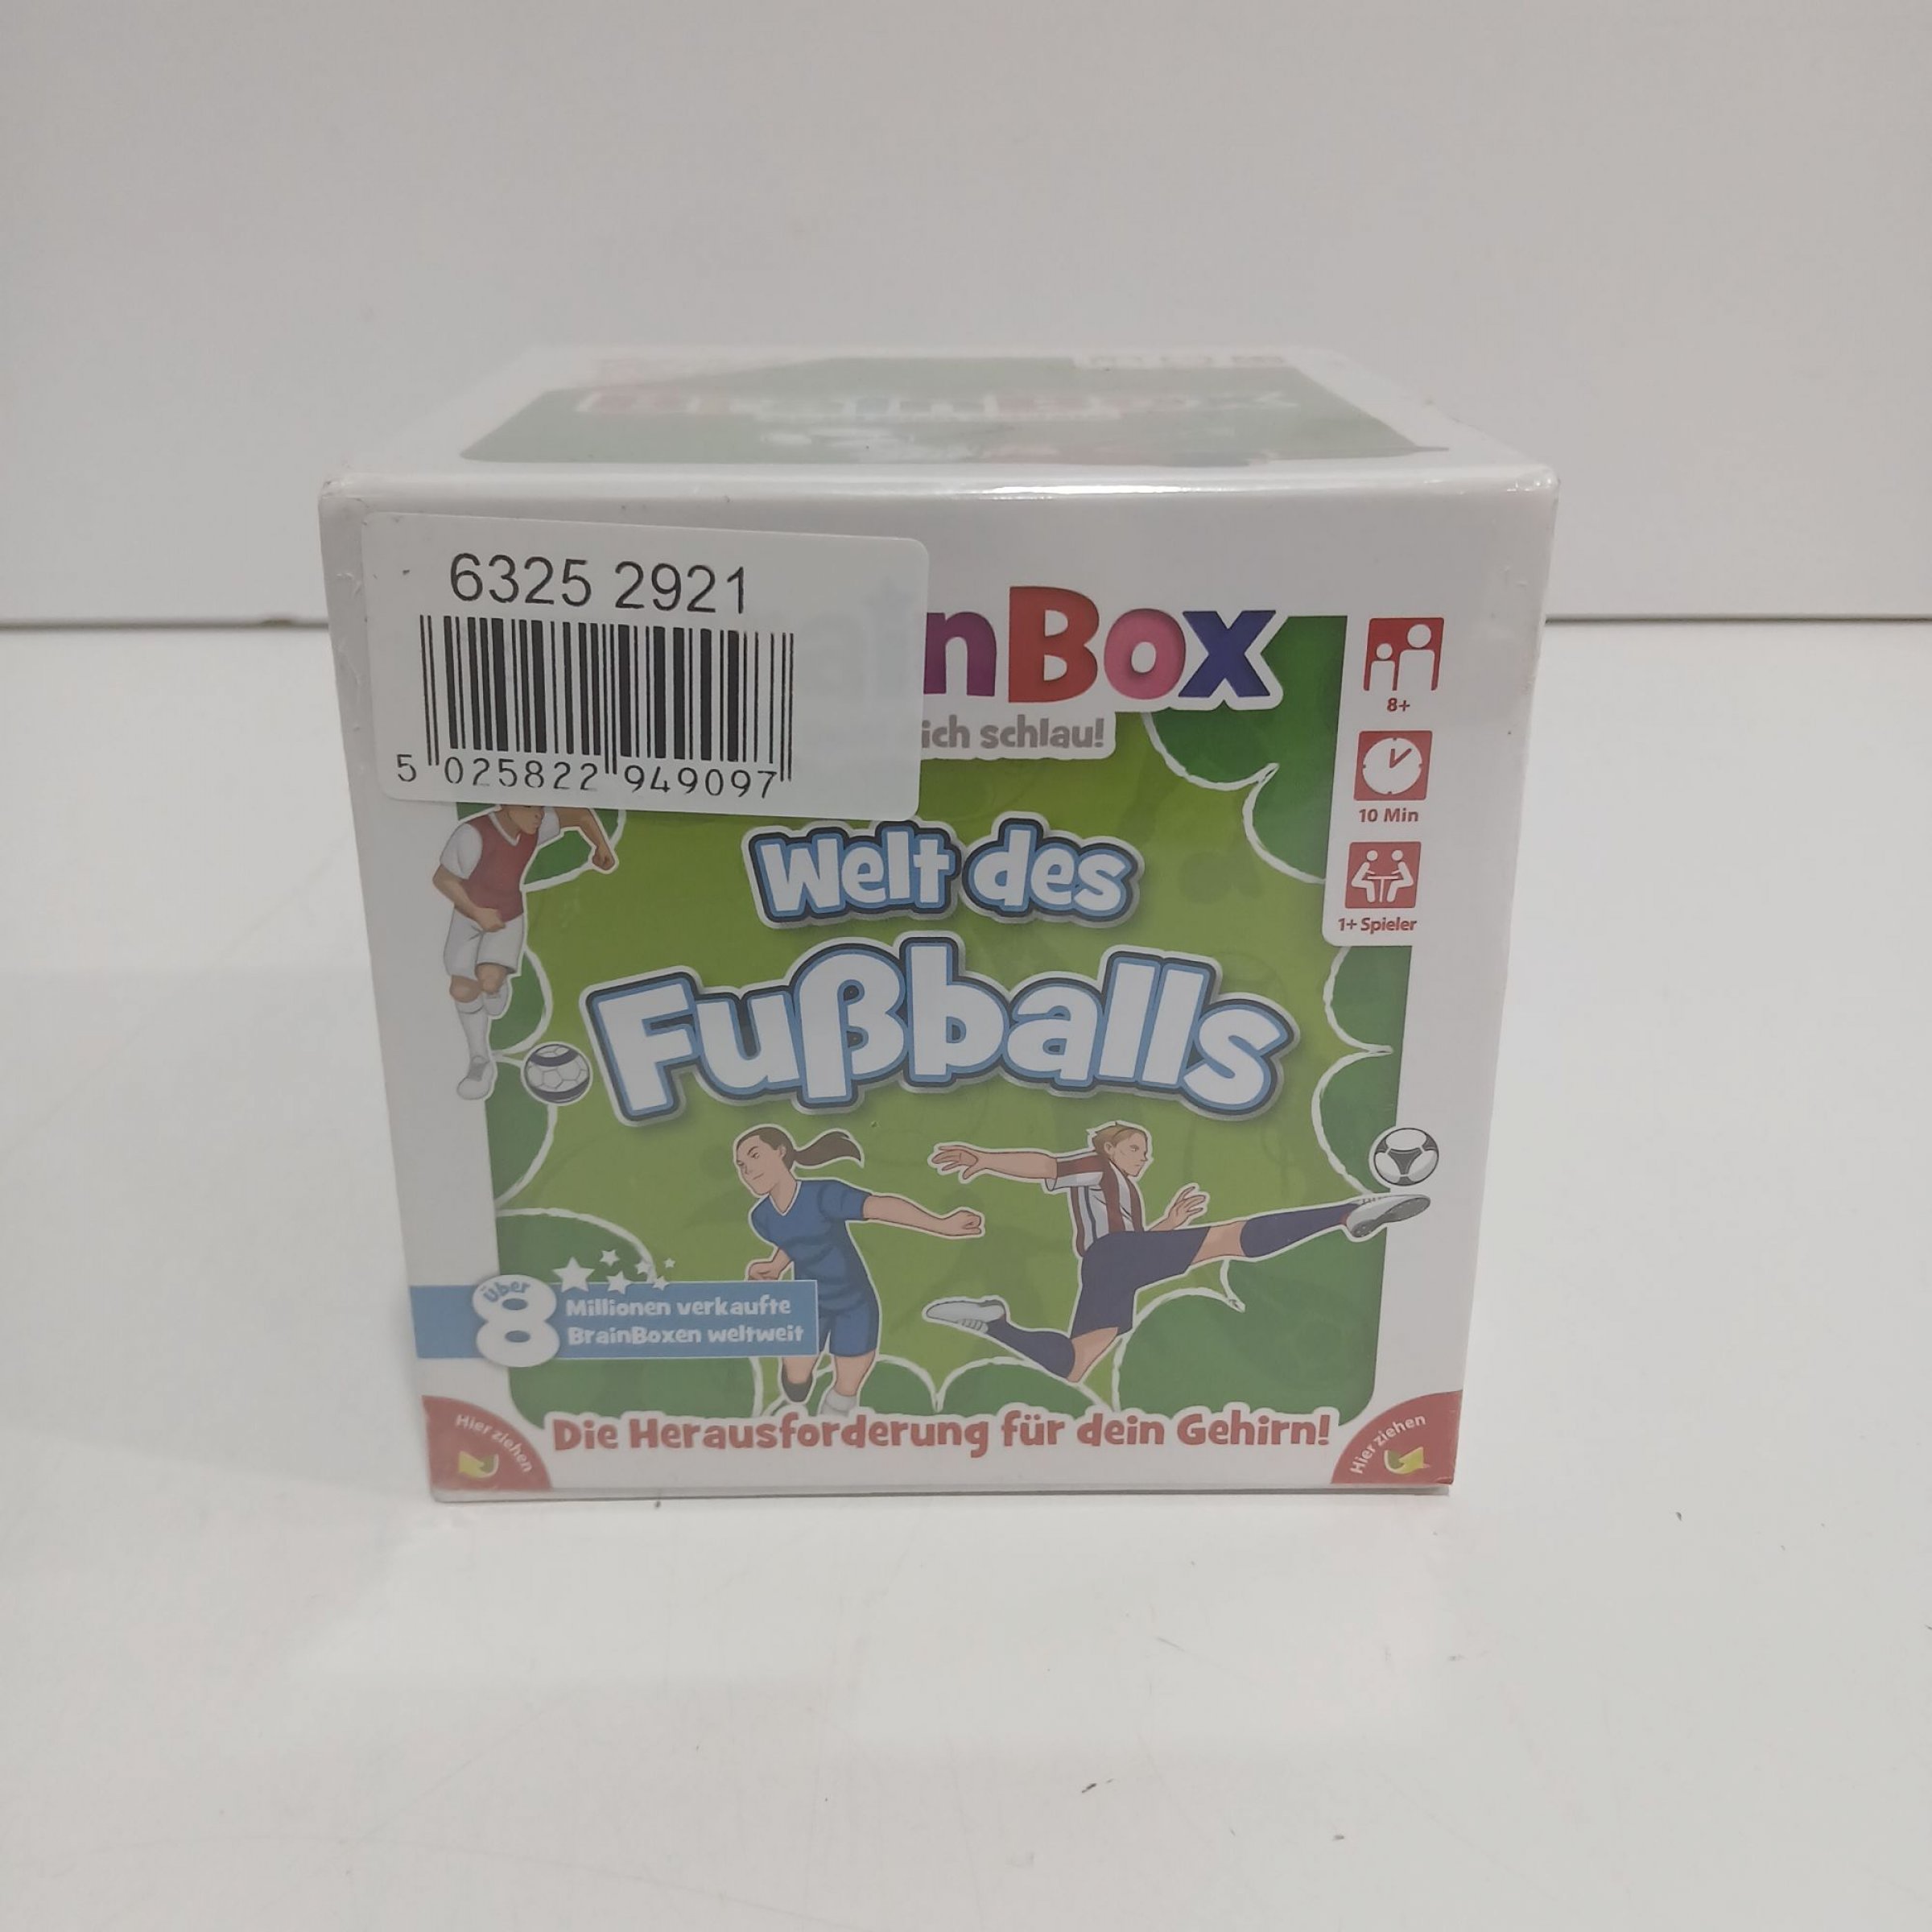 6325 2921
5 025822 949097
inBox
ich schlau!
8+
10 Min
1+ Spieler
Welt des
Fußballs
über
8 Millionen verkaufte
BrainBoxen weltweit
Die Herausforderung für dein Gehirn!
Hier ziehen
Hier ziehen